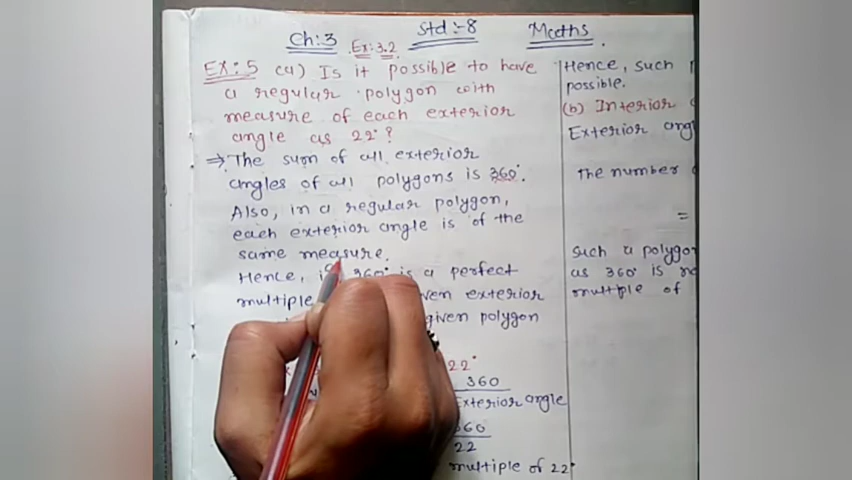 Ch:3 Std:-8 Maths
Ex:3.2
EX:5 (a) Is it possible to have
a regular polygon with
measure of each exterior
angle as 22°?
⇒ The sum of all exterior
angles of all polygons is 360°.
Also, in a regular polygon,
each exterior angle is of the
same measure.
Hence, 360° is a perfect
multiple exterior
given polygon
22°
360
Exterior angle
360
22
multiple of 22°
Hence, such
possible.
(b) Interior
Exterior ang
The number
=
Such a polygon
as 360° is
multiple of